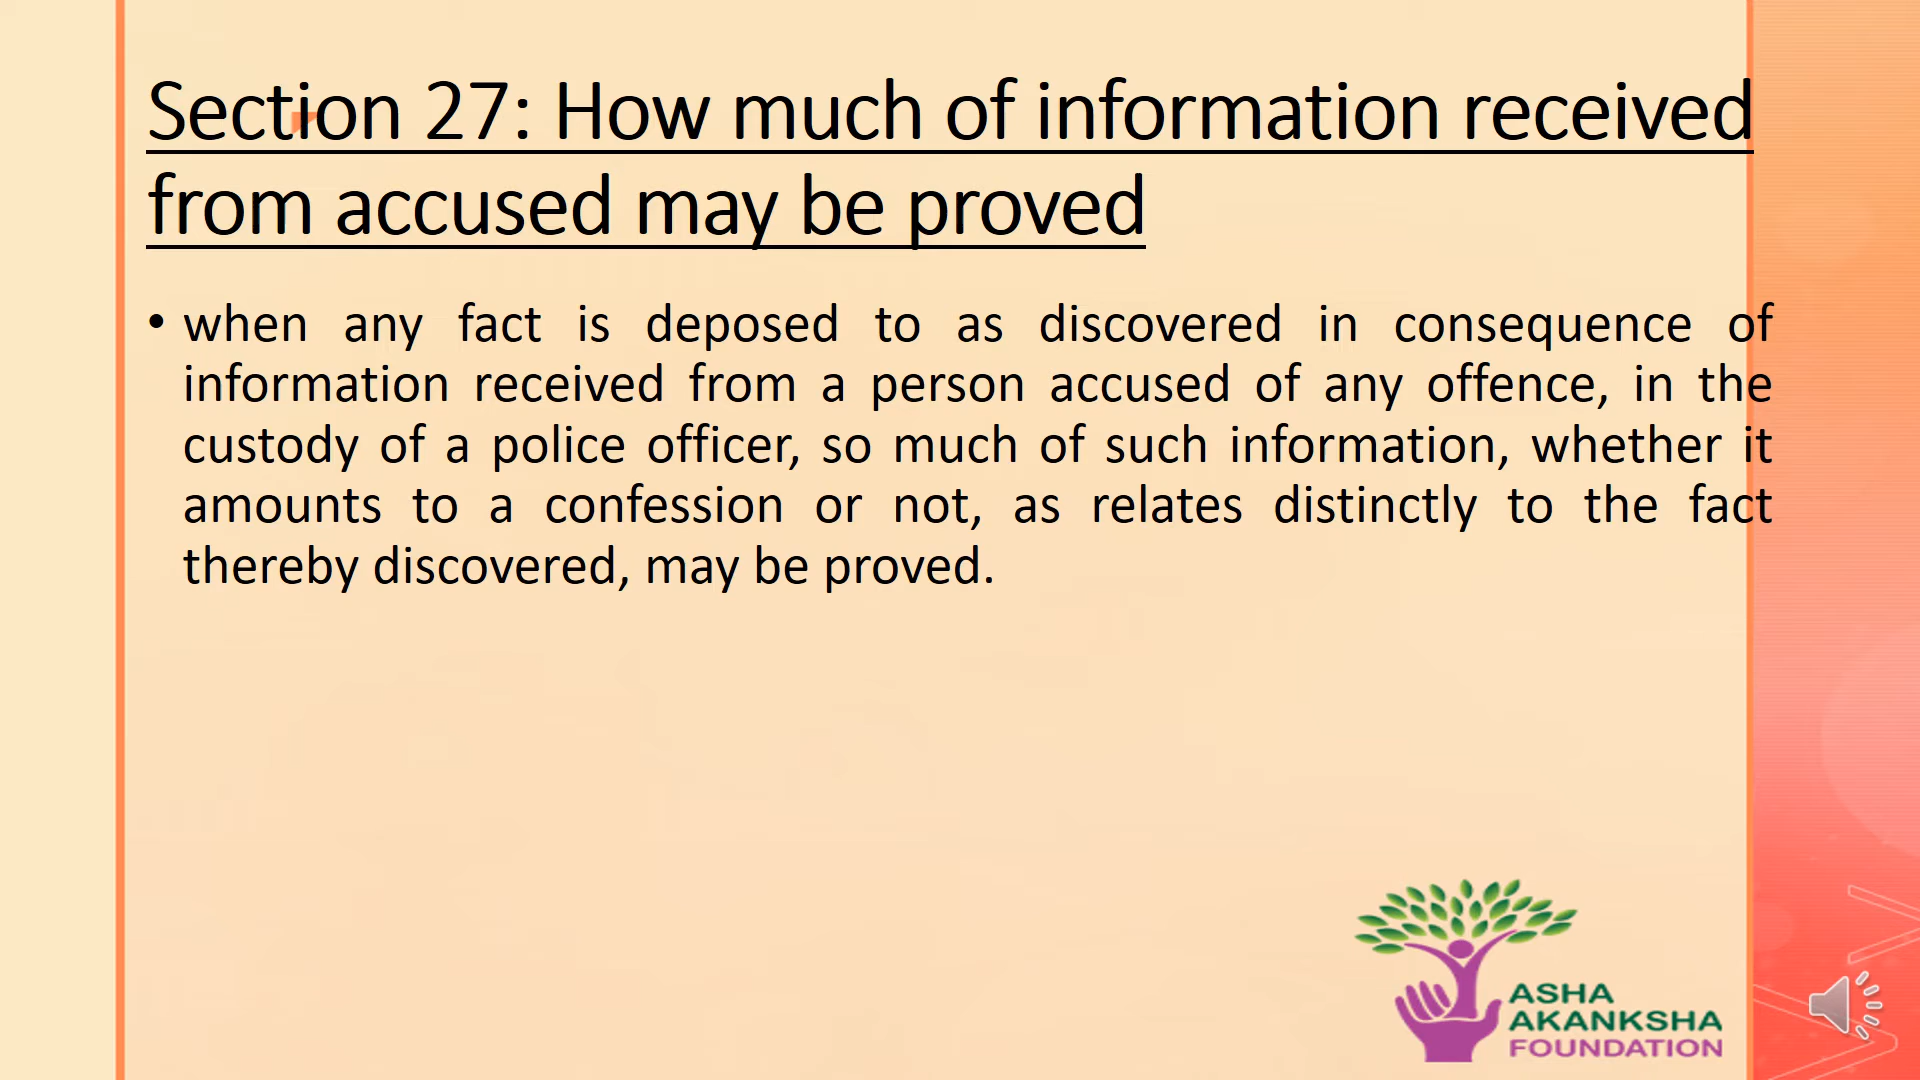 Section 27: How much of information received
from accused may be proved
• when any fact is deposed to as discovered in consequence of
information received from a person accused of any offence, in the
custody of a police officer, so much of such information, whether it
amounts to a confession or not, as relates distinctly to the fact
thereby discovered, may be proved.
ASHA
AKANKSHA
FOUNDATION